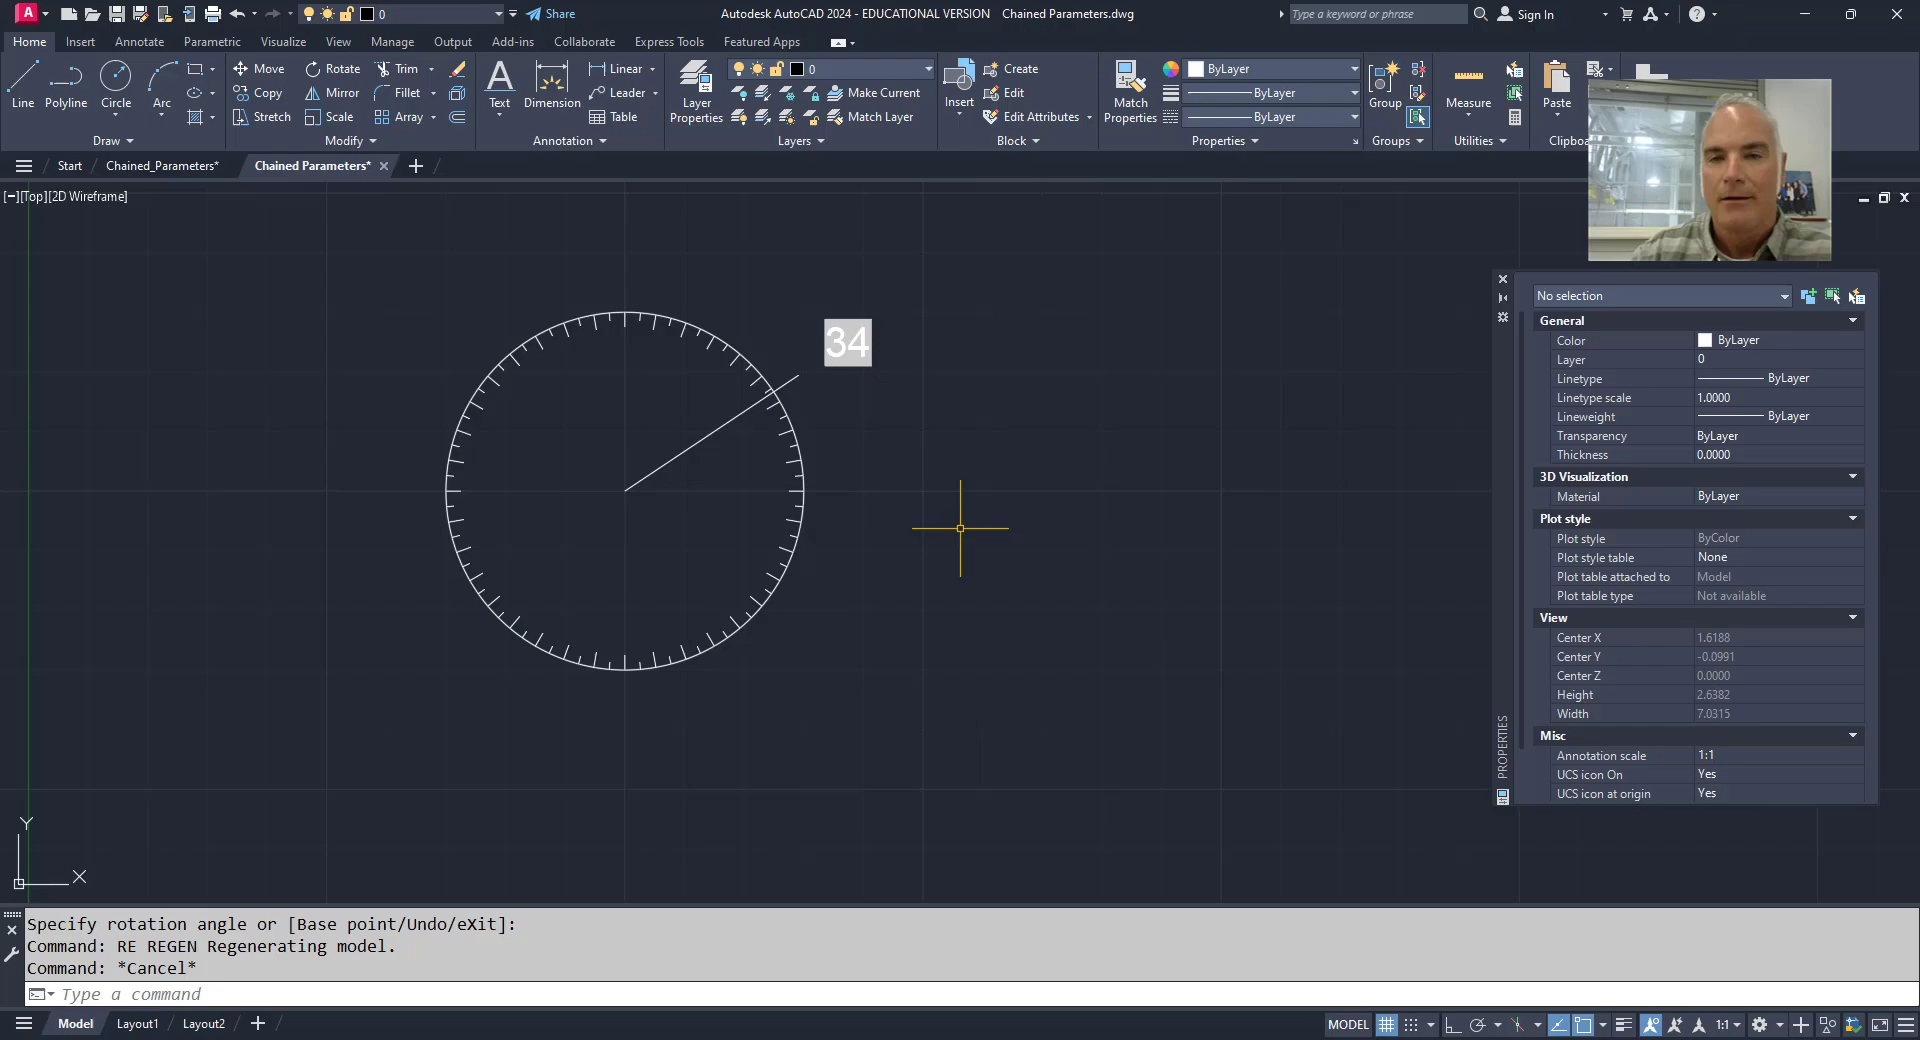 A 0 Share Autodesk AutoCAD 2024 - EDUCATIONAL VERSION Chained Parameters.dwg Type a keyword or phrase Sign In
Home Insert Annotate Parametric Visualize View Manage Output Add-ins Collaborate Express Tools Featured Apps
Line Polyline Circle Arc
Move Rotate Trim
Copy Mirror Fillet
Stretch Scale Array
Text Dimension
Linear
Leader
Table
Layer Properties
0
Make Current
Match Layer
Insert
Create
Edit
Edit Attributes
Match Properties
ByLayer
ByLayer
ByLayer
Group
Measure
Paste
Draw Modify Annotation Layers Block Properties Groups Utilities Clipbo
Start Chained_Parameters* Chained Parameters*
[−][Top][2D Wireframe]
34
No selection
General
Color ByLayer
Layer 0
Linetype ByLayer
Linetype scale 1.0000
Lineweight ByLayer
Transparency ByLayer
Thickness 0.0000
3D Visualization
Material ByLayer
Plot style
Plot style ByColor
Plot style table None
Plot table attached to Model
Plot table type Not available
View
Center X 1.6188
Center Y -0.0991
Center Z 0.0000
Height 2.6382
Width 7.0315
Misc
Annotation scale 1:1
UCS icon On Yes
UCS icon at origin Yes
PROPERTIES
Y
X
Specify rotation angle or [Base point/Undo/eXit]:
Command: RE REGEN Regenerating model.
Command: *Cancel*
Type a command
Model Layout1 Layout2
MODEL 1:1